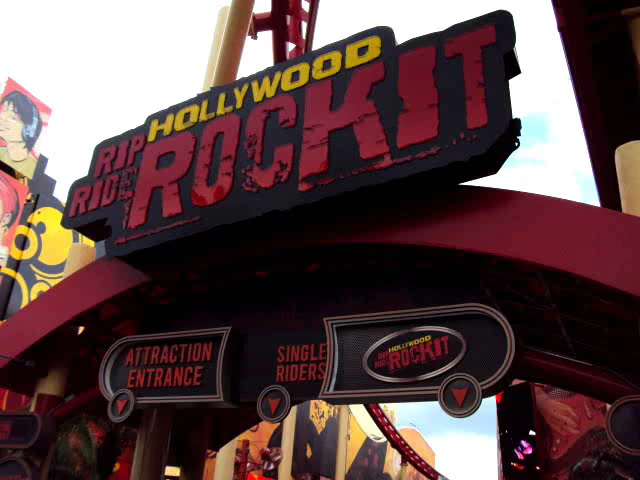 HOLLYWOOD
RIP
RIDE
ROCKIT
ATTRACTION
ENTRANCE
SINGLE
RIDERS
HOLLYWOOD
RIP
RIDE
ROCKIT